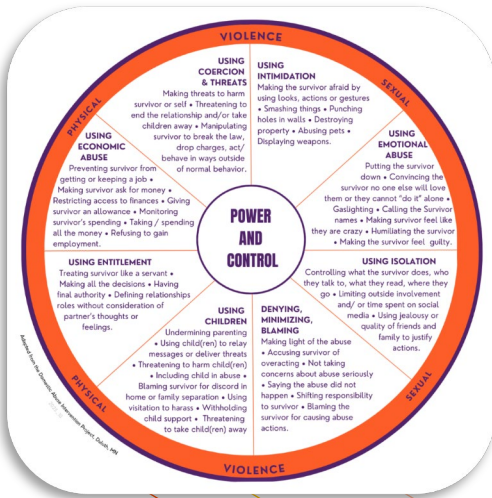 VIOLENCE
PHYSICAL
SEXUAL
USING
COERCION
& THREATS
Making threats to harm
survivor or self • Threatening to
end the relationship and/or take
children away • Manipulating
survivor to break the law,
drop charges, act/
behave in ways outside
of normal behavior.
USING
INTIMIDATION
Making the survivor afraid by
using looks, actions or gestures
• Smashing things • Punching
holes in walls • Destroying
property • Abusing pets •
Displaying weapons.
USING
ECONOMIC
ABUSE
Preventing survivor from
getting or keeping a job •
Making survivor ask for money •
Restricting access to finances • Giving
survivor an allowance • Monitoring
survivor's spending • Taking / spending
all the money • Refusing to gain
employment.
USING
EMOTIONAL
ABUSE
Putting the survivor
down • Convincing the
survivor no one else will love
them or they cannot "do it" alone •
Gaslighting • Calling the Survivor
names • Making survivor feel like
they are crazy • Humiliating the survivor
• Making the survivor feel guilty.
POWER
AND
CONTROL
USING ENTITLEMENT
Treating survivor like a servant •
Making all the decisions • Having
final authority • Defining relationships
roles without consideration of
partner's thoughts or
feelings.
USING ISOLATION
Controlling what the survivor does, who
they talk to, what they read, where they
go • Limiting outside involvement
and/ or time spent on social
media • Using jealousy or
quality of friends and
family to justify
actions.
USING
CHILDREN
Undermining parenting
• Using child(ren) to relay
messages or deliver threats
• Threatening to harm child(ren)
• Including child in abuse •
Blaming survivor for discord in
home or family separation • Using
visitation to harass • Withholding
child support • Threatening
to take child(ren) away
DENYING,
MINIMIZING,
BLAMING
Making light of the abuse
• Accusing survivor of
overacting • Not taking
concerns about abuse seriously
• Saying the abuse did not
happen • Shifting responsibility
to survivor • Blaming the
survivor for causing abuse
actions.
PHYSICAL
SEXUAL
VIOLENCE
Adapted from the Domestic Abuse Intervention Project, Duluth, MN